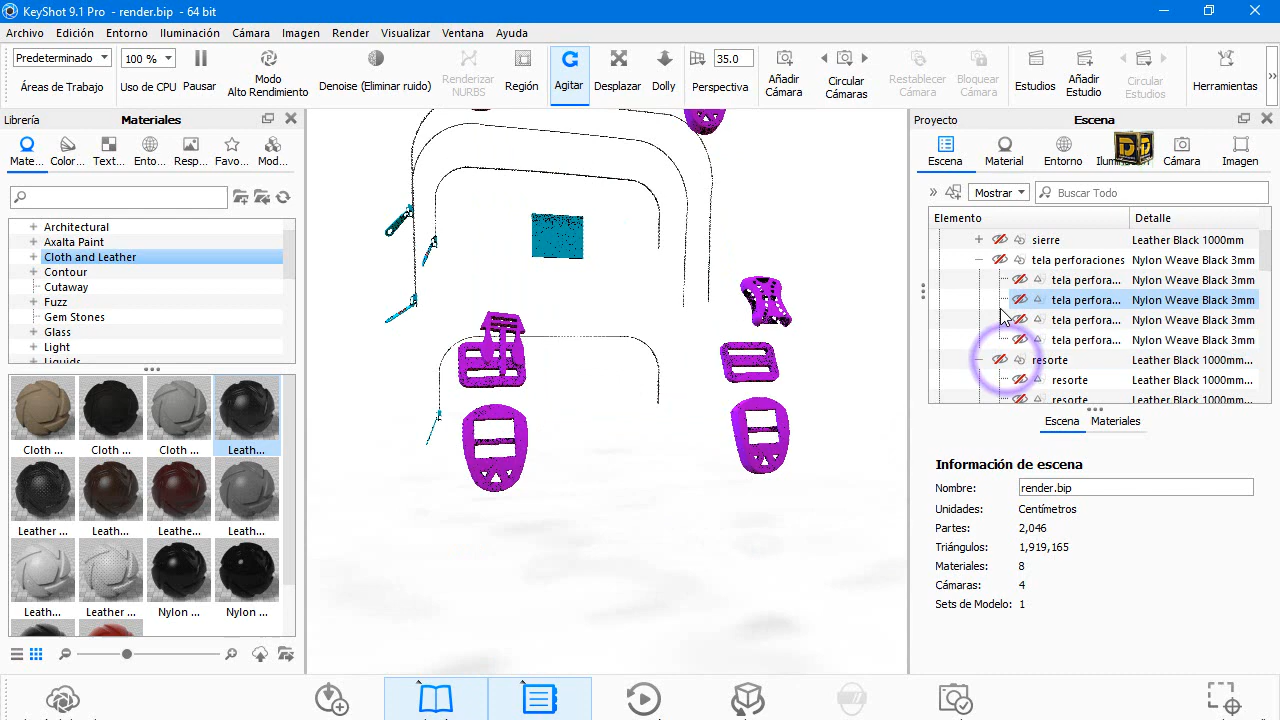 KeyShot 9.1 Pro - render.bip - 64 bit
Archivo Edición Entorno Iluminación Cámara Imagen Render Visualizar Ventana Ayuda
Predeterminado 100 % 35.0
Áreas de Trabajo Uso de CPU Pausar Modo Alto Rendimiento Denoise (Eliminar ruido) Renderizar NURBS Región Agitar Desplazar Dolly Perspectiva Añadir Cámara Circular Cámaras Restablecer Cámara Bloquear Cámara Estudios Añadir Estudio Circular Estudios Herramientas
Librería Materiales
Mate... Color... Text... Ento... Resp... Favo... Mod...
Architectural
Axalta Paint
Cloth and Leather
Contour
Cutaway
Fuzz
Gem Stones
Glass
Light
Liquids
Cloth ... Cloth ... Cloth ... Leath...
Leather ... Leath... Leathe... Leath...
Leath... Leather ... Nylon ... Nylon ...
Proyecto Escena
Escena Material Entorno Cámara Imagen
Mostrar Buscar Todo
Elemento Detalle
sierre Leather Black 1000mm
tela perforaciones Nylon Weave Black 3mm
tela perfora... Nylon Weave Black 3mm
tela perfora... Nylon Weave Black 3mm
tela perfora... Nylon Weave Black 3mm
tela perfora... Nylon Weave Black 3mm
resorte Leather Black 1000mm...
resorte Leather Black 1000mm...
resorte Leather Black 1000mm...
Escena Materiales
Información de escena
Nombre: render.bip
Unidades: Centímetros
Partes: 2,046
Triángulos: 1,919,165
Materiales: 8
Cámaras: 4
Sets de Modelo: 1